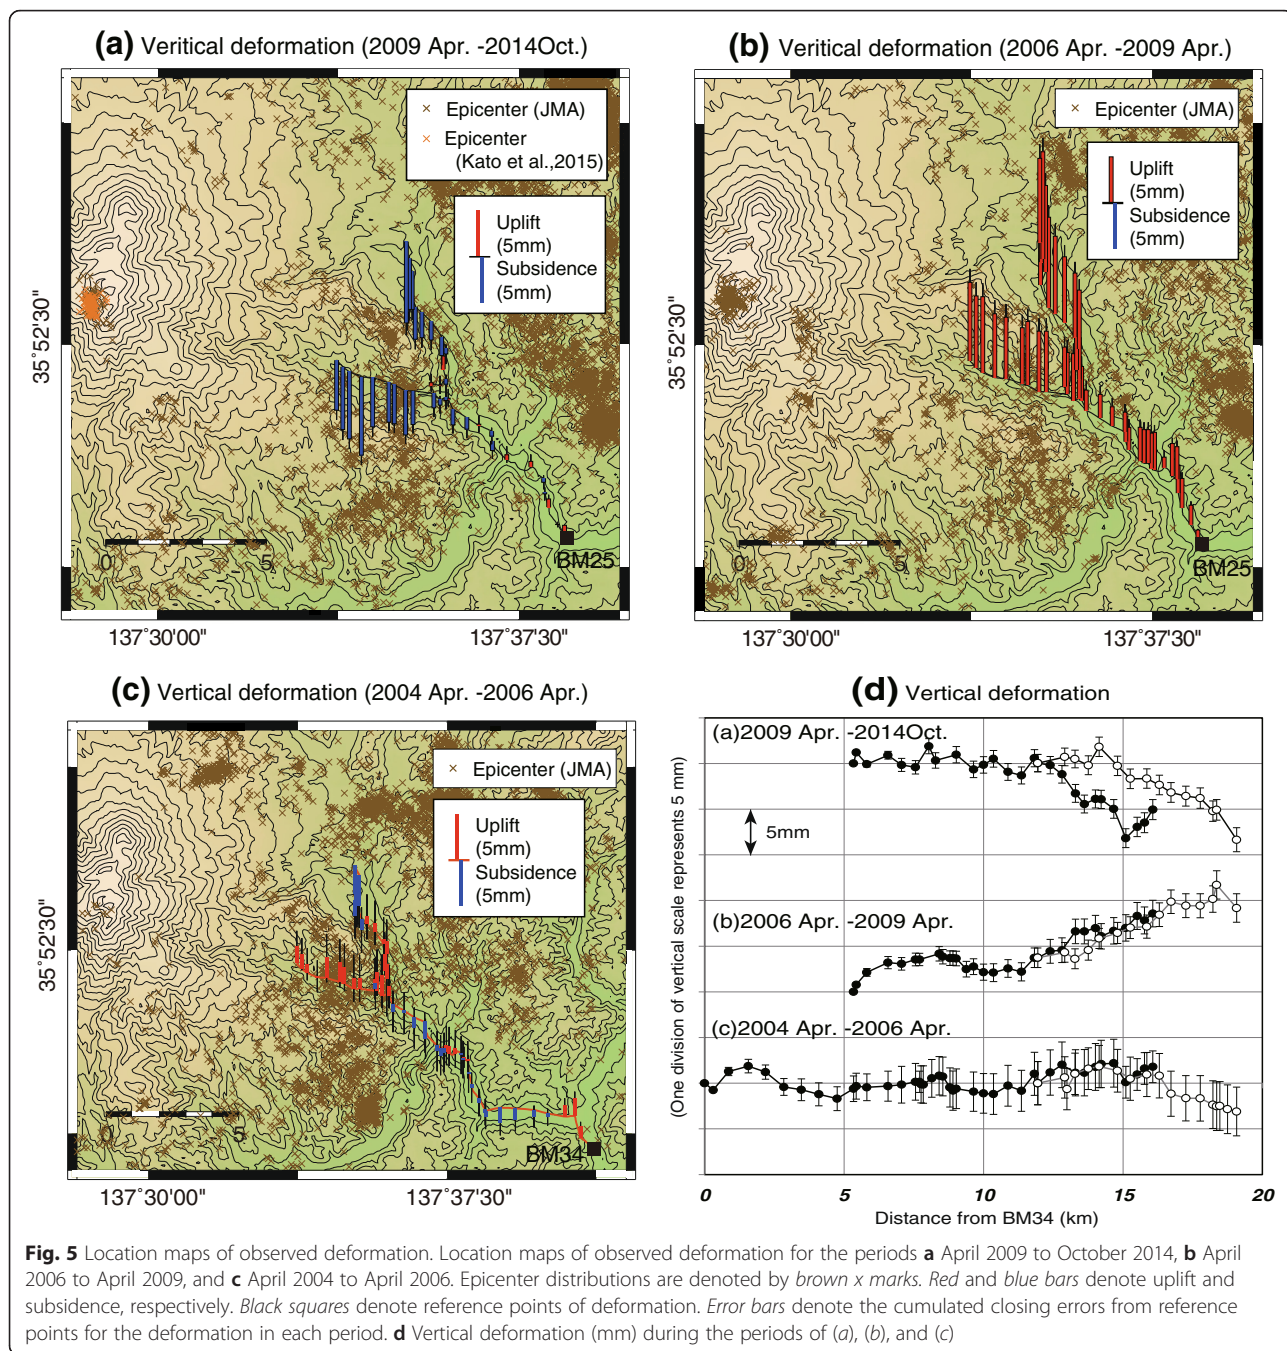 (a) Veritical deformation (2009 Apr. -2014Oct.)
Epicenter (JMA)
Epicenter
(Kato et al.,2015)
Uplift
(5mm)
Subsidence
(5mm)
35˚52'30"
0 5
BM25
137˚30'00" 137˚37'30"
(b) Veritical deformation (2006 Apr. -2009 Apr.)
Epicenter (JMA)
Uplift
(5mm)
Subsidence
(5mm)
35˚52'30"
0 5
BM25
137˚30'00" 137˚37'30"
(c) Vertical deformation (2004 Apr. -2006 Apr.)
Epicenter (JMA)
Uplift
(5mm)
Subsidence
(5mm)
35˚52'30"
0 5
BM34
137˚30'00" 137˚37'30"
(d) Vertical deformation
(One division of vertical scale represents 5 mm)
(a)2009 Apr. -2014Oct.
5mm
(b)2006 Apr. -2009 Apr.
(c)2004 Apr. -2006 Apr.
0 5 10 15 20
Distance from BM34 (km)
Fig. 5 Location maps of observed deformation. Location maps of observed deformation for the periods a April 2009 to October 2014, b April
2006 to April 2009, and c April 2004 to April 2006. Epicenter distributions are denoted by brown x marks. Red and blue bars denote uplift and
subsidence, respectively. Black squares denote reference points of deformation. Error bars denote the cumulated closing errors from reference
points for the deformation in each period. d Vertical deformation (mm) during the periods of (a), (b), and (c)